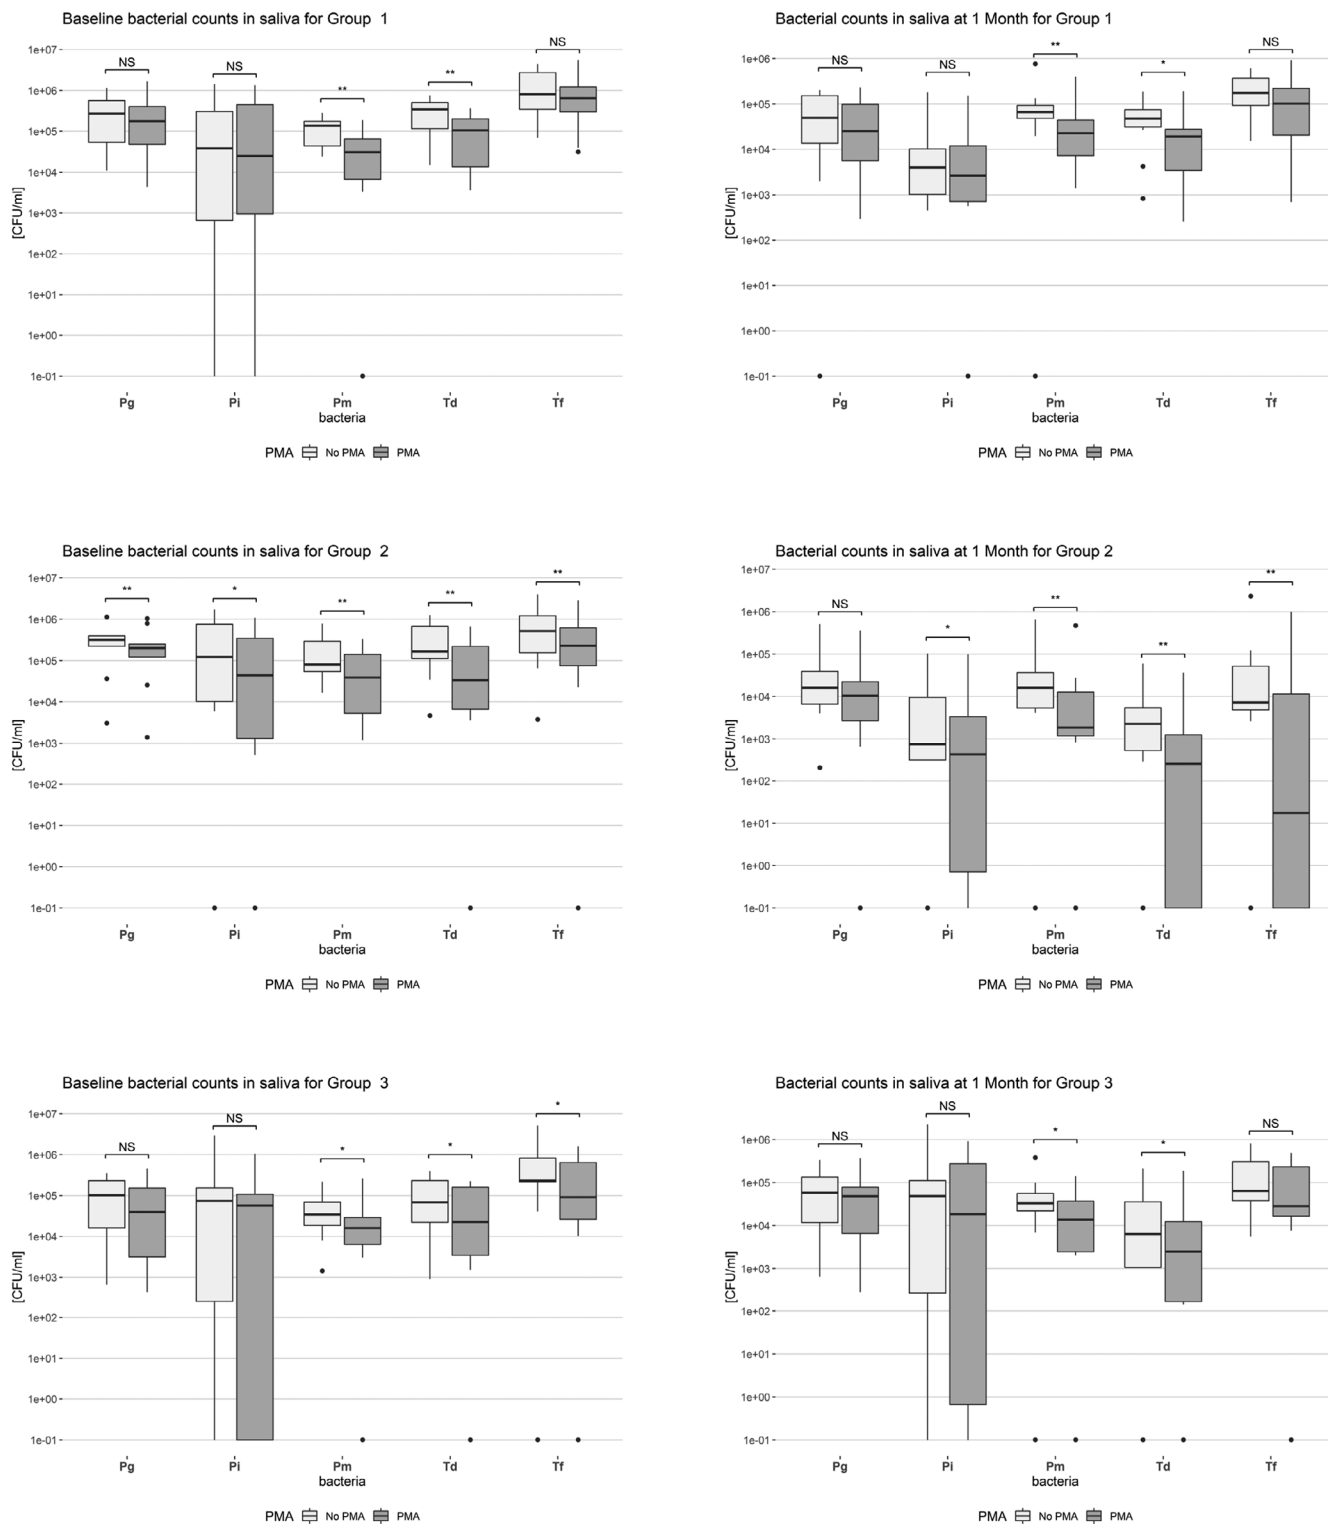 Baseline bacterial counts in saliva for Group 1
1e+07
1e+06
1e+05
1e+04
1e+03
1e+02
1e+01
1e+00
1e-01
[CFU/ml]
NS
NS
**
**
NS
Pg
Pi
Pm
Td
Tf
bacteria
PMA No PMA PMA
Bacterial counts in saliva at 1 Month for Group 1
1e+06
1e+05
1e+04
1e+03
1e+02
1e+01
1e+00
1e-01
[CFU/ml]
NS
NS
**
*
NS
Pg
Pi
Pm
Td
Tf
bacteria
PMA No PMA PMA
Baseline bacterial counts in saliva for Group 2
1e+07
1e+06
1e+05
1e+04
1e+03
1e+02
1e+01
1e+00
1e-01
[CFU/ml]
**
*
**
**
**
Pg
Pi
Pm
Td
Tf
bacteria
PMA No PMA PMA
Bacterial counts in saliva at 1 Month for Group 2
1e+07
1e+06
1e+05
1e+04
1e+03
1e+02
1e+01
1e+00
1e-01
[CFU/ml]
NS
*
**
**
**
Pg
Pi
Pm
Td
Tf
bacteria
PMA No PMA PMA
Baseline bacterial counts in saliva for Group 3
1e+07
1e+06
1e+05
1e+04
1e+03
1e+02
1e+01
1e+00
1e-01
[CFU/ml]
NS
NS
*
*
*
Pg
Pi
Pm
Td
Tf
bacteria
PMA No PMA PMA
Bacterial counts in saliva at 1 Month for Group 3
1e+06
1e+05
1e+04
1e+03
1e+02
1e+01
1e+00
1e-01
[CFU/ml]
NS
NS
*
*
NS
Pg
Pi
Pm
Td
Tf
bacteria
PMA No PMA PMA